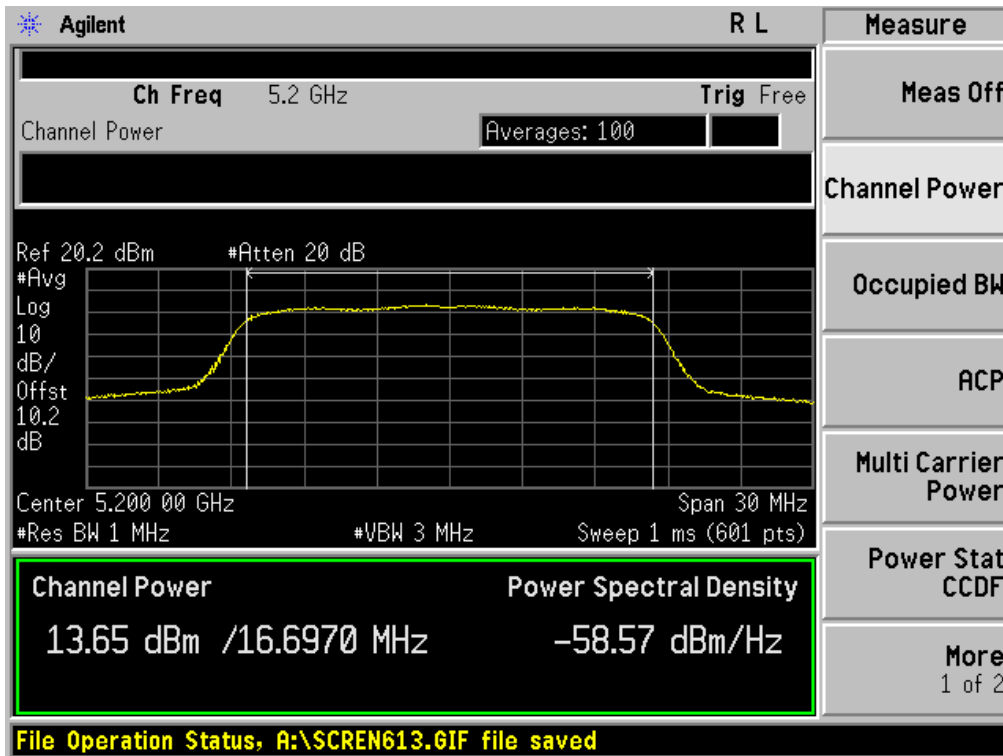 Agilent
R L
Measure
Ch Freq 5.2 GHz
Trig Free
Channel Power
Averages: 100
Ref 20.2 dBm #Atten 20 dB
#Avg
Log
10
dB/
Offst
10.2
dB
Center 5.200 00 GHz
Span 30 MHz
#Res BW 1 MHz
#VBW 3 MHz
Sweep 1 ms (601 pts)
Channel Power
Power Spectral Density
13.65 dBm /16.6970 MHz
-58.57 dBm/Hz
Meas Off
Channel Power
Occupied BW
ACP
Multi Carrier
Power
Power Stat
CCDF
More
1 of 2
File Operation Status, A:\SCREN613.GIF file saved